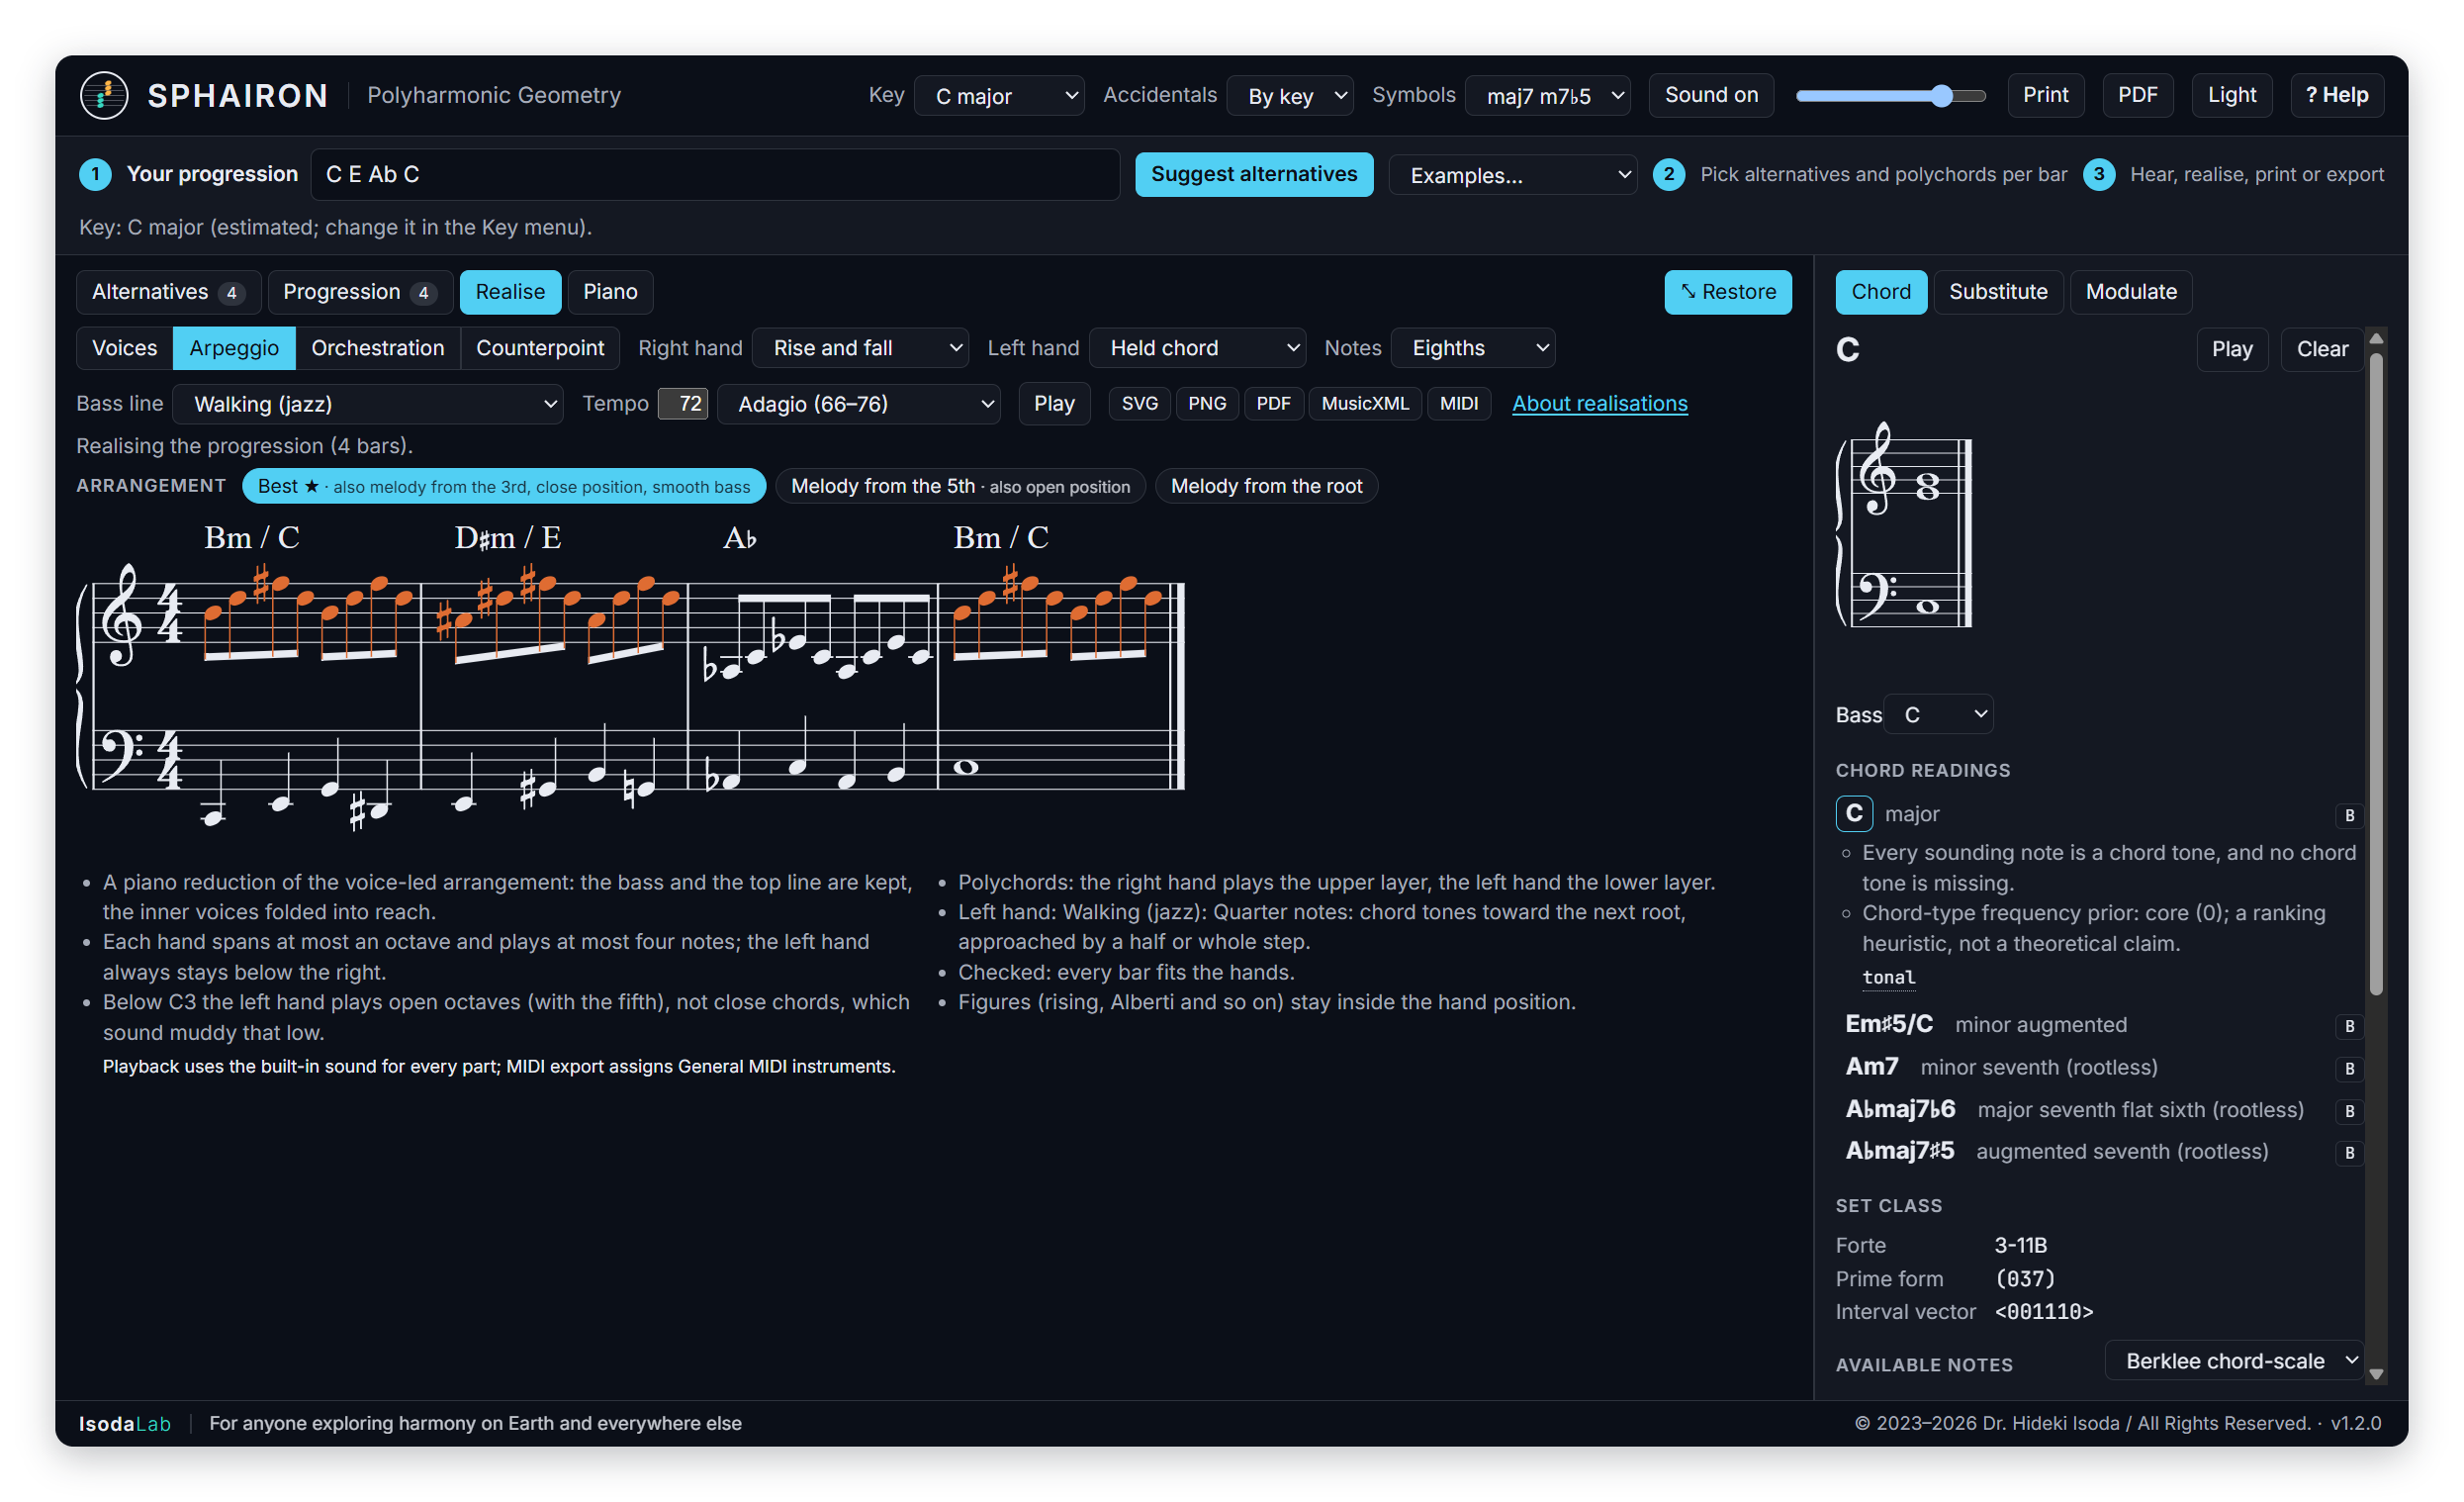 SPHAIRON Polyharmonic Geometry Key C major Accidentals By key Symbols maj7 m7♭5 Sound on Print PDF Light ? Help
1 Your progression C E Ab C Suggest alternatives Examples... 2 Pick alternatives and polychords per bar 3 Hear, realise, print or export
Key: C major (estimated; change it in the Key menu).
Alternatives 4 Progression 4 Realise Piano ⤡ Restore
Voices Arpeggio Orchestration Counterpoint Right hand Rise and fall Left hand Held chord Notes Eighths
Bass line Walking (jazz) Tempo 72 Adagio (66–76) Play SVG PNG PDF MusicXML MIDI About realisations
Realising the progression (4 bars).
ARRANGEMENT Best ★ · also melody from the 3rd, close position, smooth bass Melody from the 5th · also open position Melody from the root
Bm / C D♯m / E A♭ Bm / C
4
4
4
4
• A piano reduction of the voice-led arrangement: the bass and the top line are kept,
the inner voices folded into reach.
• Each hand spans at most an octave and plays at most four notes; the left hand
always stays below the right.
• Below C3 the left hand plays open octaves (with the fifth), not close chords, which
sound muddy that low.
• Polychords: the right hand plays the upper layer, the left hand the lower layer.
• Left hand: Walking (jazz): Quarter notes: chord tones toward the next root,
approached by a half or whole step.
• Checked: every bar fits the hands.
• Figures (rising, Alberti and so on) stay inside the hand position.
Playback uses the built-in sound for every part; MIDI export assigns General MIDI instruments.
Chord Substitute Modulate
C Play Clear
Bass C
CHORD READINGS
C major B
Every sounding note is a chord tone, and no chord
tone is missing.
Chord-type frequency prior: core (0); a ranking
heuristic, not a theoretical claim.
tonal
Em♯5/C minor augmented B
Am7 minor seventh (rootless) B
A♭maj7♭6 major seventh flat sixth (rootless) B
A♭maj7♯5 augmented seventh (rootless) B
SET CLASS
Forte 3-11B
Prime form (037)
Interval vector <001110>
AVAILABLE NOTES Berklee chord-scale
IsodaLab For anyone exploring harmony on Earth and everywhere else © 2023–2026 Dr. Hideki Isoda / All Rights Reserved. · v1.2.0